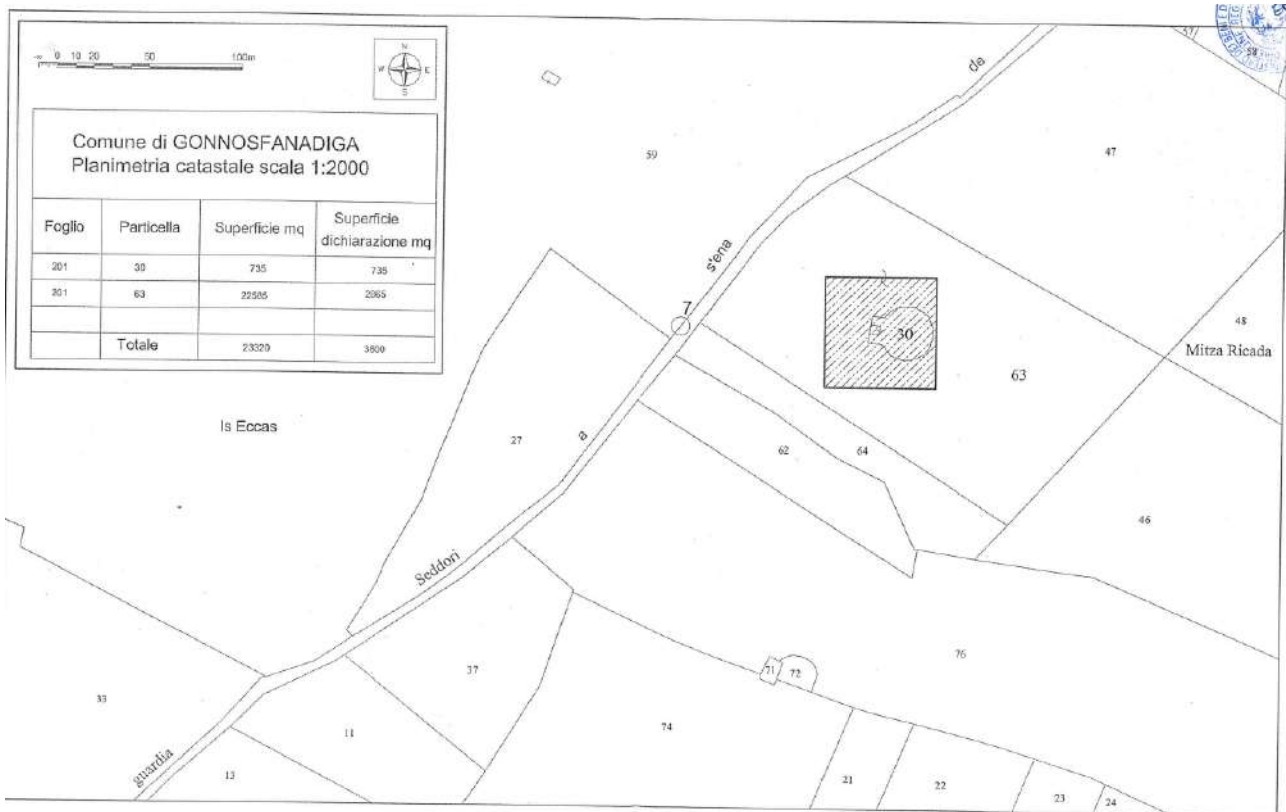 0 10 20 50 100m
N
W E
S
Comune di GONNOSFANADIGA
Planimetria catastale scala 1:2000
Foglio Particella Superficie mq Superficie dichiarazione mq
201 30 735 735
201 63 22585 2865
Totale 23320 3600
57
58
de
59
47
s'ena
7
30
48
Mitza Ricada
63
Is Eccas
27
a
62
64
46
Seddori
76
37
71
72
33
74
11
guardia
13
21
22
23
24